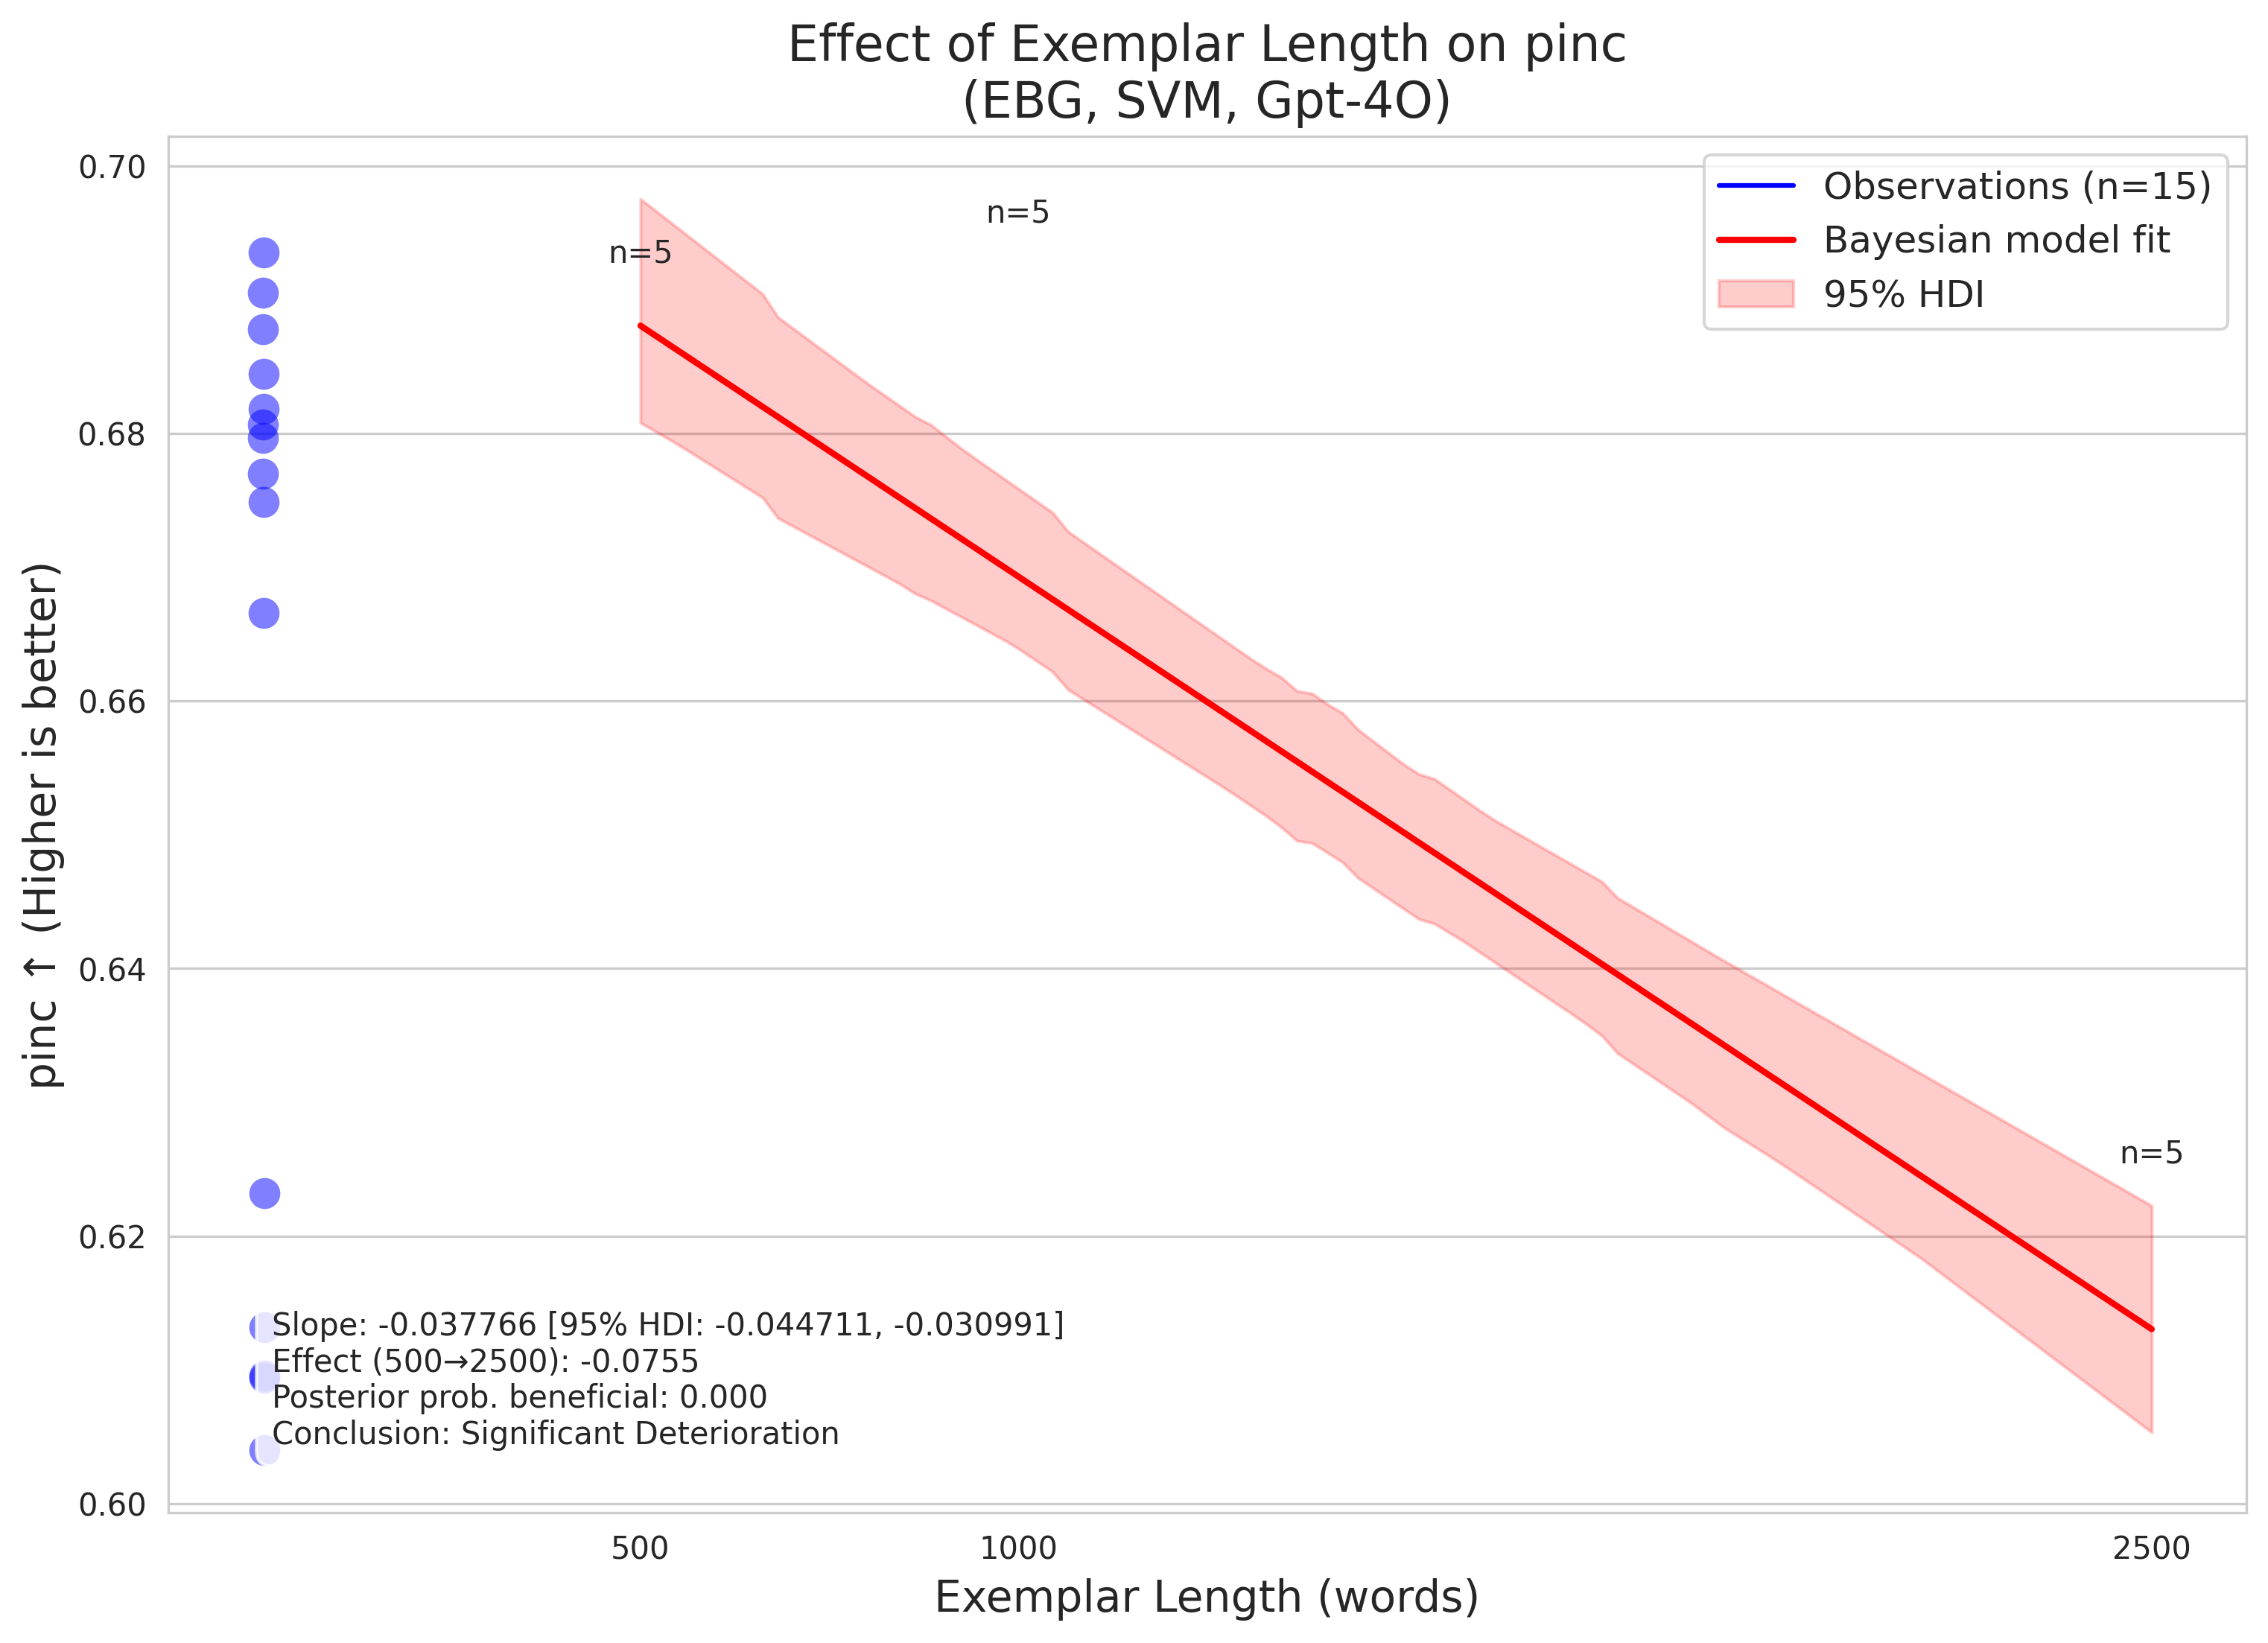 Effect of Exemplar Length on pinc
(EBG, SVM, Gpt-4O)
Observations (n=15)
Bayesian model fit
95% HDI
n=5
n=5
n=5
pinc ↑ (Higher is better)
0.70
0.68
0.66
0.64
0.62
0.60
Slope: -0.037766 [95% HDI: -0.044711, -0.030991]
Effect (500→2500): -0.0755
Posterior prob. beneficial: 0.000
Conclusion: Significant Deterioration
500
1000
2500
Exemplar Length (words)